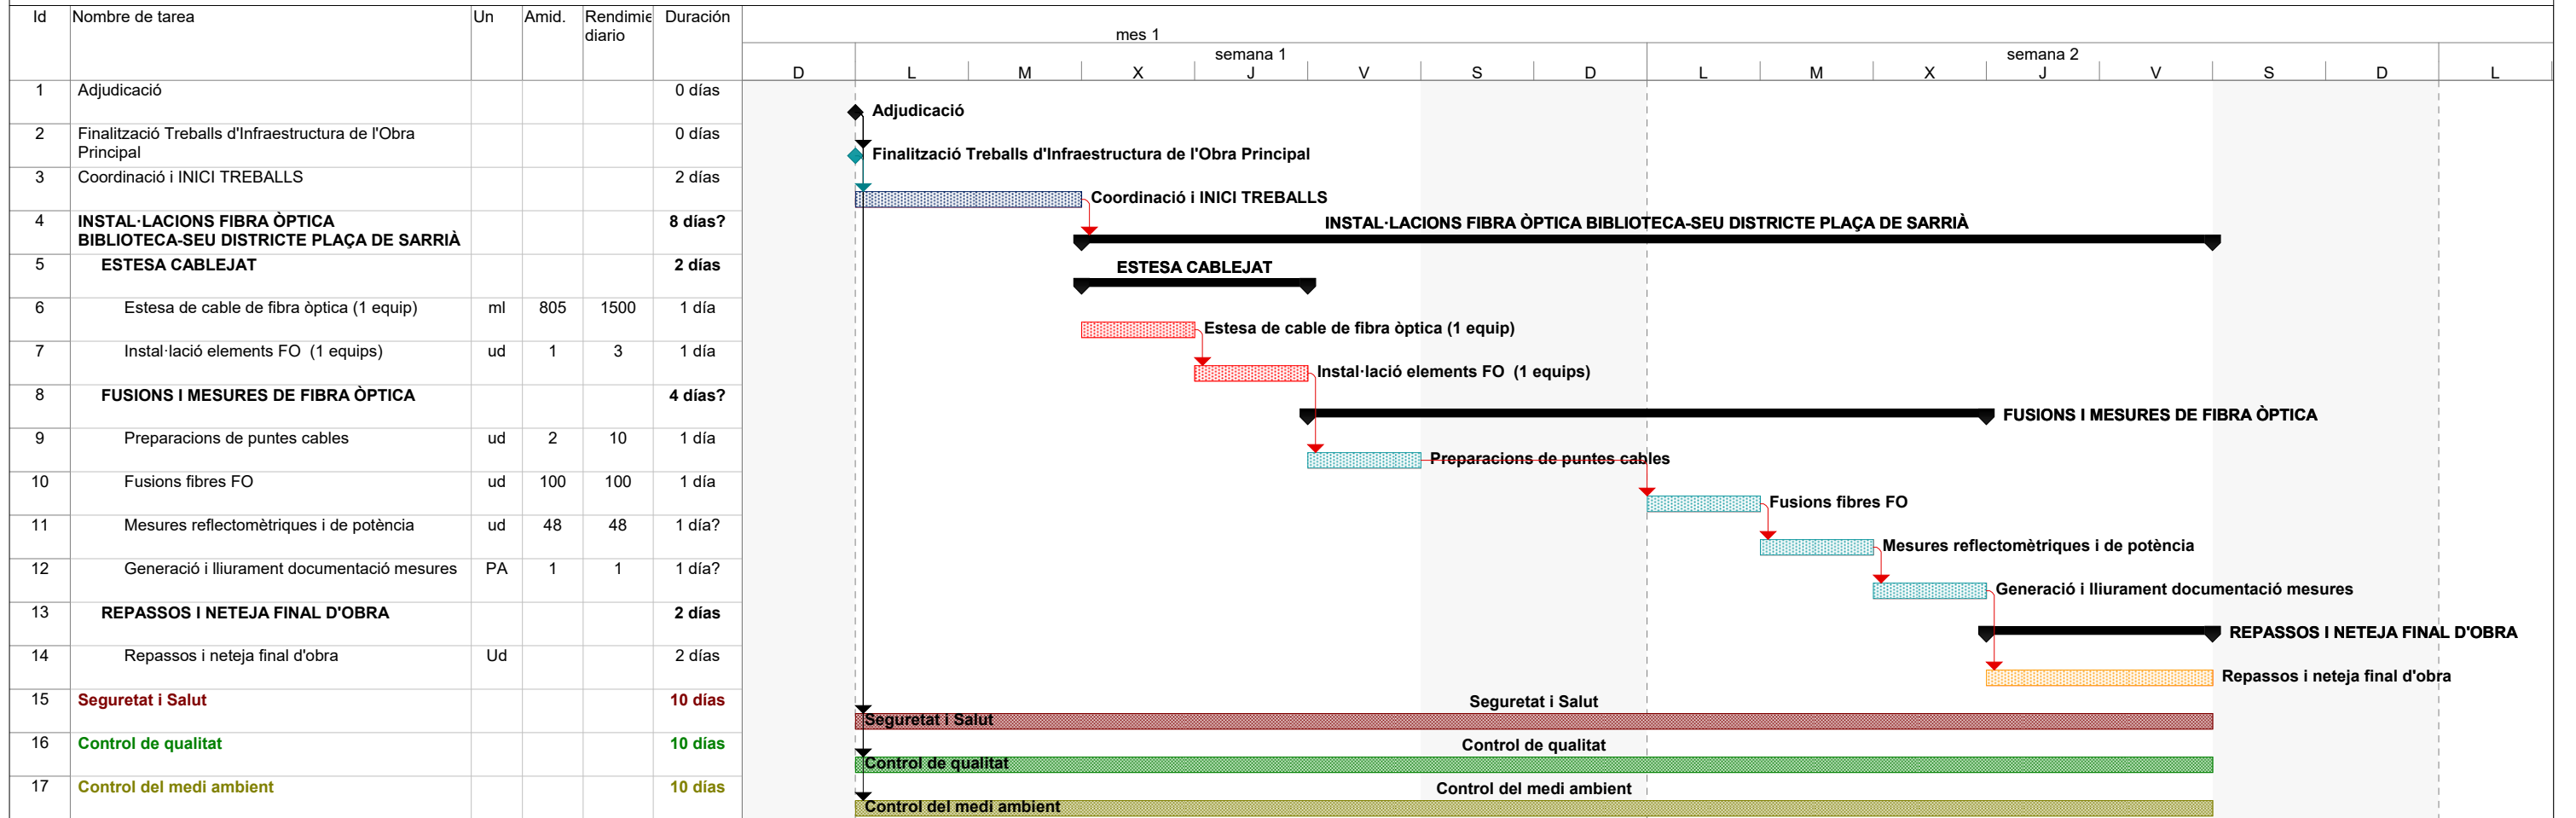 Id Nombre de tarea Un Amid. Rendimie Duración
diario
mes 1
semana 1 semana 2
D L M X J V S D L M X J V S D L
1 Adjudicació 0 días
Adjudicació
2 Finalització Treballs d'Infraestructura de l'Obra 0 días
Principal
Finalització Treballs d'Infraestructura de l'Obra Principal
3 Coordinació i INICI TREBALLS 2 días
Coordinació i INICI TREBALLS
4 INSTAL·LACIONS FIBRA ÒPTICA 8 días?
BIBLIOTECA-SEU DISTRICTE PLAÇA DE SARRIÀ
INSTAL·LACIONS FIBRA ÒPTICA BIBLIOTECA-SEU DISTRICTE PLAÇA DE SARRIÀ
5 ESTESA CABLEJAT 2 días
ESTESA CABLEJAT
6 Estesa de cable de fibra òptica (1 equip) ml 805 1500 1 día
Estesa de cable de fibra òptica (1 equip)
7 Instal·lació elements FO (1 equips) ud 1 3 1 día
Instal·lació elements FO (1 equips)
8 FUSIONS I MESURES DE FIBRA ÒPTICA 4 días?
FUSIONS I MESURES DE FIBRA ÒPTICA
9 Preparacions de puntes cables ud 2 10 1 día
Preparacions de puntes cables
10 Fusions fibres FO ud 100 100 1 día
Fusions fibres FO
11 Mesures reflectomètriques i de potència ud 48 48 1 día?
Mesures reflectomètriques i de potència
12 Generació i lliurament documentació mesures PA 1 1 1 día?
Generació i lliurament documentació mesures
13 REPASSOS I NETEJA FINAL D'OBRA 2 días
REPASSOS I NETEJA FINAL D'OBRA
14 Repassos i neteja final d'obra Ud 2 días
Repassos i neteja final d'obra
15 Seguretat i Salut 10 días
Seguretat i Salut
Seguretat i Salut
16 Control de qualitat 10 días
Control de qualitat
Control de qualitat
17 Control del medi ambient 10 días
Control del medi ambient
Control del medi ambient